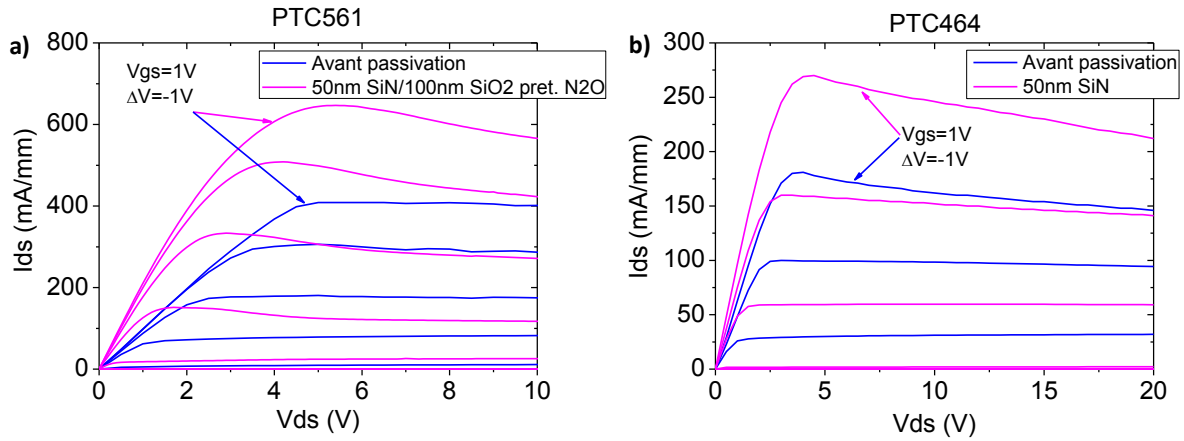 PTC561
a)
800
600
400
200
0
0 2 4 6 8 10
Ids (mA/mm)
Vds (V)
Vgs=1V
ΔV=-1V
Avant passivation
50nm SiN/100nm SiO2 pret. N2O
PTC464
b)
300
250
200
150
100
50
0
0 5 10 15 20
Ids (mA/mm)
Vds (V)
Avant passivation
50nm SiN
Vgs=1V
ΔV=-1V